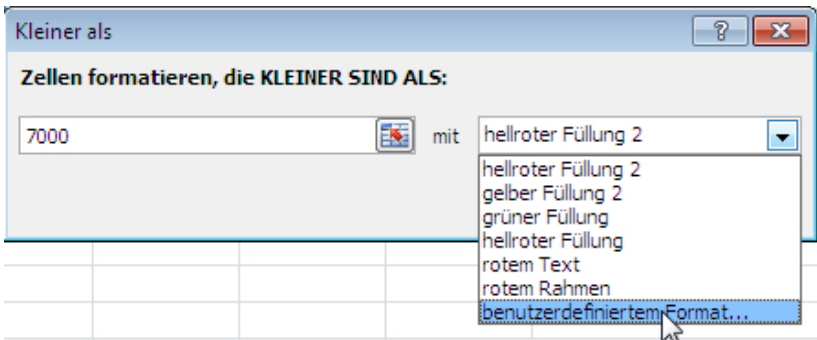 Kleiner als
Zellen formatieren, die KLEINER SIND ALS:
7000 mit hellroter Füllung 2
hellroter Füllung 2
gelber Füllung 2
grüner Füllung
hellroter Füllung
rotem Text
rotem Rahmen
benutzerdefiniertem Format...